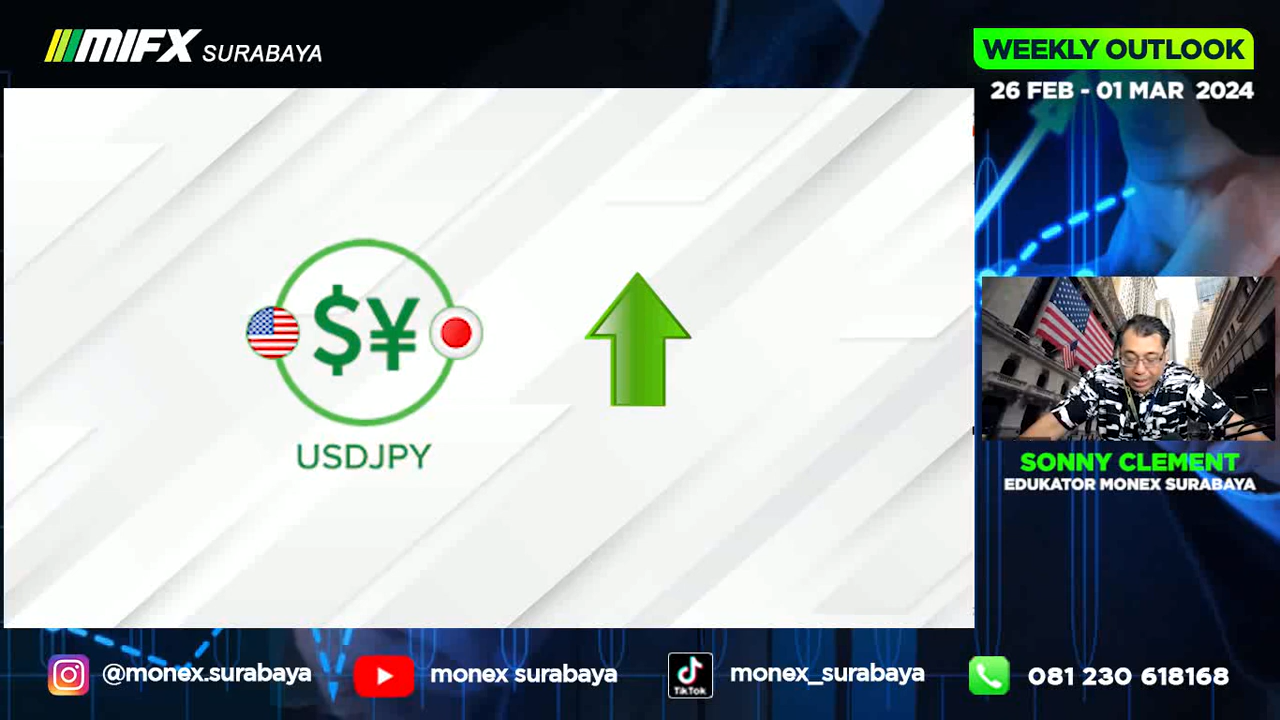 MIFX SURABAYA
WEEKLY OUTLOOK
26 FEB - 01 MAR 2024
$¥
USDJPY
SONNY CLEMENT
EDUKATOR MONEX SURABAYA
@monex.surabaya
monex surabaya
TikTok
monex_surabaya
081 230 618168